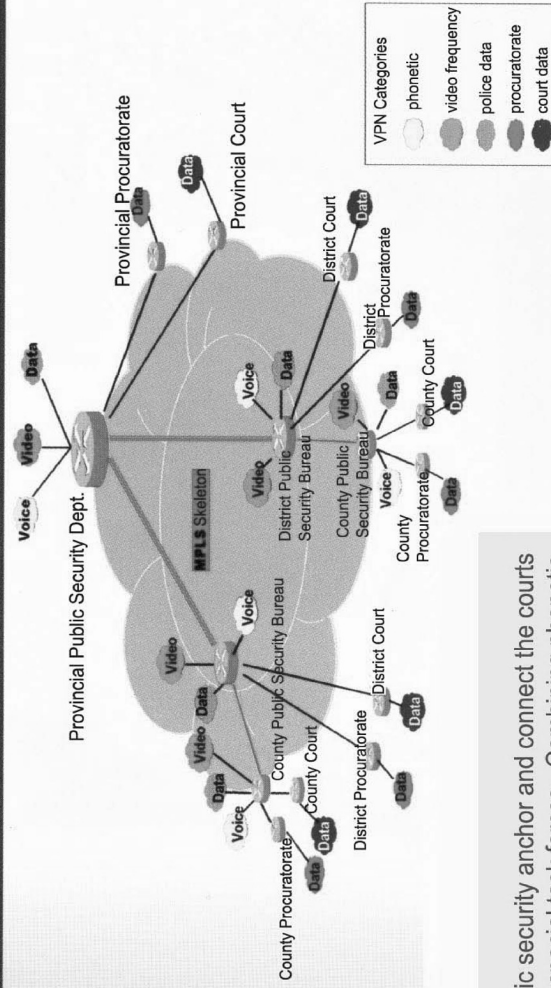 Provincial Public Security Dept.
Voice
Video
Data
Provincial Procuratorate
Data
Provincial Court
Data
MPLS Skeleton
Video
Voice
Data
County Public Security Bureau
Video
Data
Voice
County Court
Data
County Procuratorate
Data
District Court
Data
District Procuratorate
Data
Voice
Video
Data
District Public
Security Bureau
District Court
Data
District
Procuratorate
Data
Video
County Public
Security Bureau
Data
Voice
County Court
Data
County
Procuratorate
Data
VPN Categories
phonetic
video frequency
police data
procuratorate
court data
ic security anchor and connect the courts